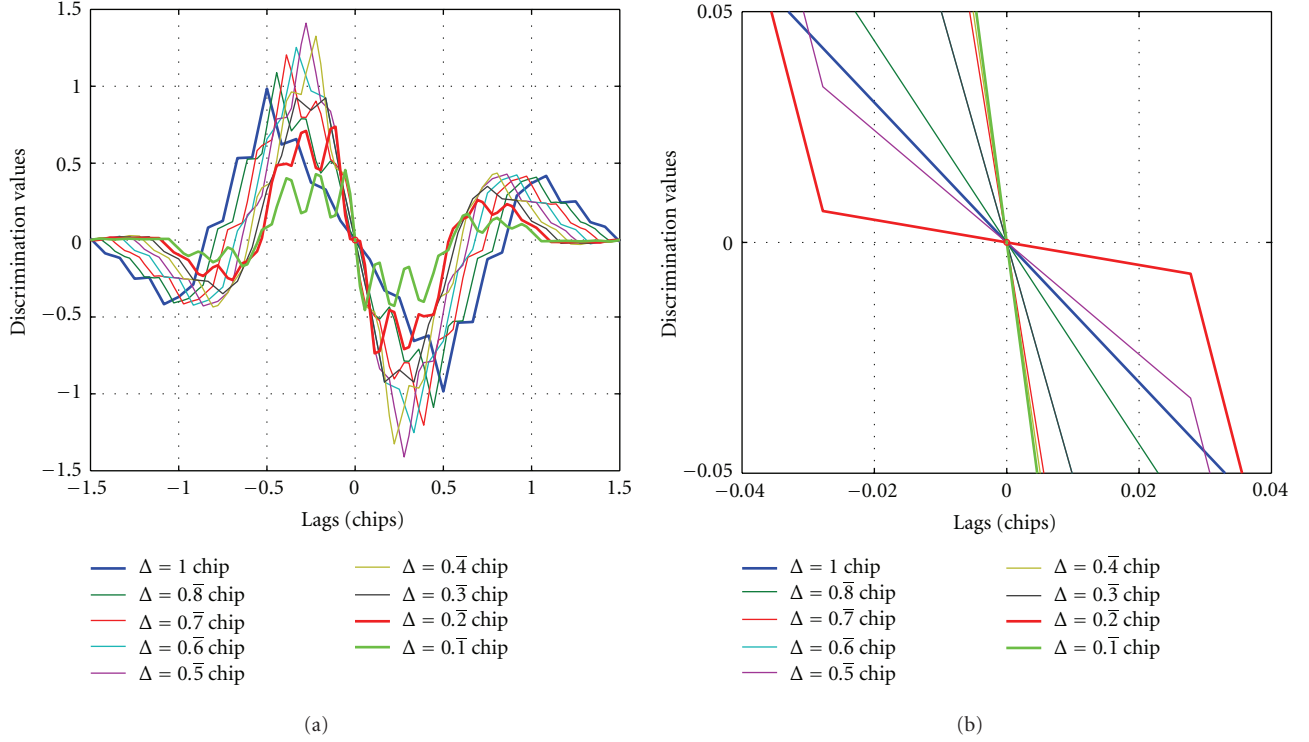 1.5
1
0.5
0
−0.5
−1
−1.5
Discrimination values
−1.5 −1 −0.5 0 0.5 1 1.5
Lags (chips)
Δ = 1 chip
Δ = 0.8̅ chip
Δ = 0.7̅ chip
Δ = 0.6̅ chip
Δ = 0.5̅ chip
Δ = 0.4̅ chip
Δ = 0.3̅ chip
Δ = 0.2̅ chip
Δ = 0.1̅ chip
(a)
0.05
0
−0.05
Discrimination values
−0.04 −0.02 0 0.02 0.04
Lags (chips)
Δ = 1 chip
Δ = 0.8̅ chip
Δ = 0.7̅ chip
Δ = 0.6̅ chip
Δ = 0.5̅ chip
Δ = 0.4̅ chip
Δ = 0.3̅ chip
Δ = 0.2̅ chip
Δ = 0.1̅ chip
(b)